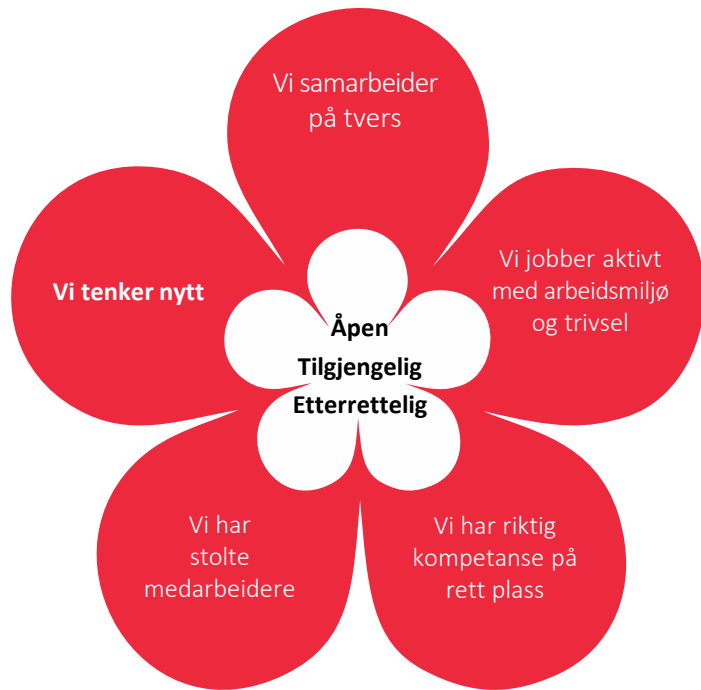 Vi samarbeider
på tvers
Vi tenker nytt
Vi jobber aktivt
med arbeidsmiljø
og trivsel
Åpen
Tilgjengelig
Etterrettelig
Vi har
stolte
medarbeidere
Vi har riktig
kompetanse på
rett plass